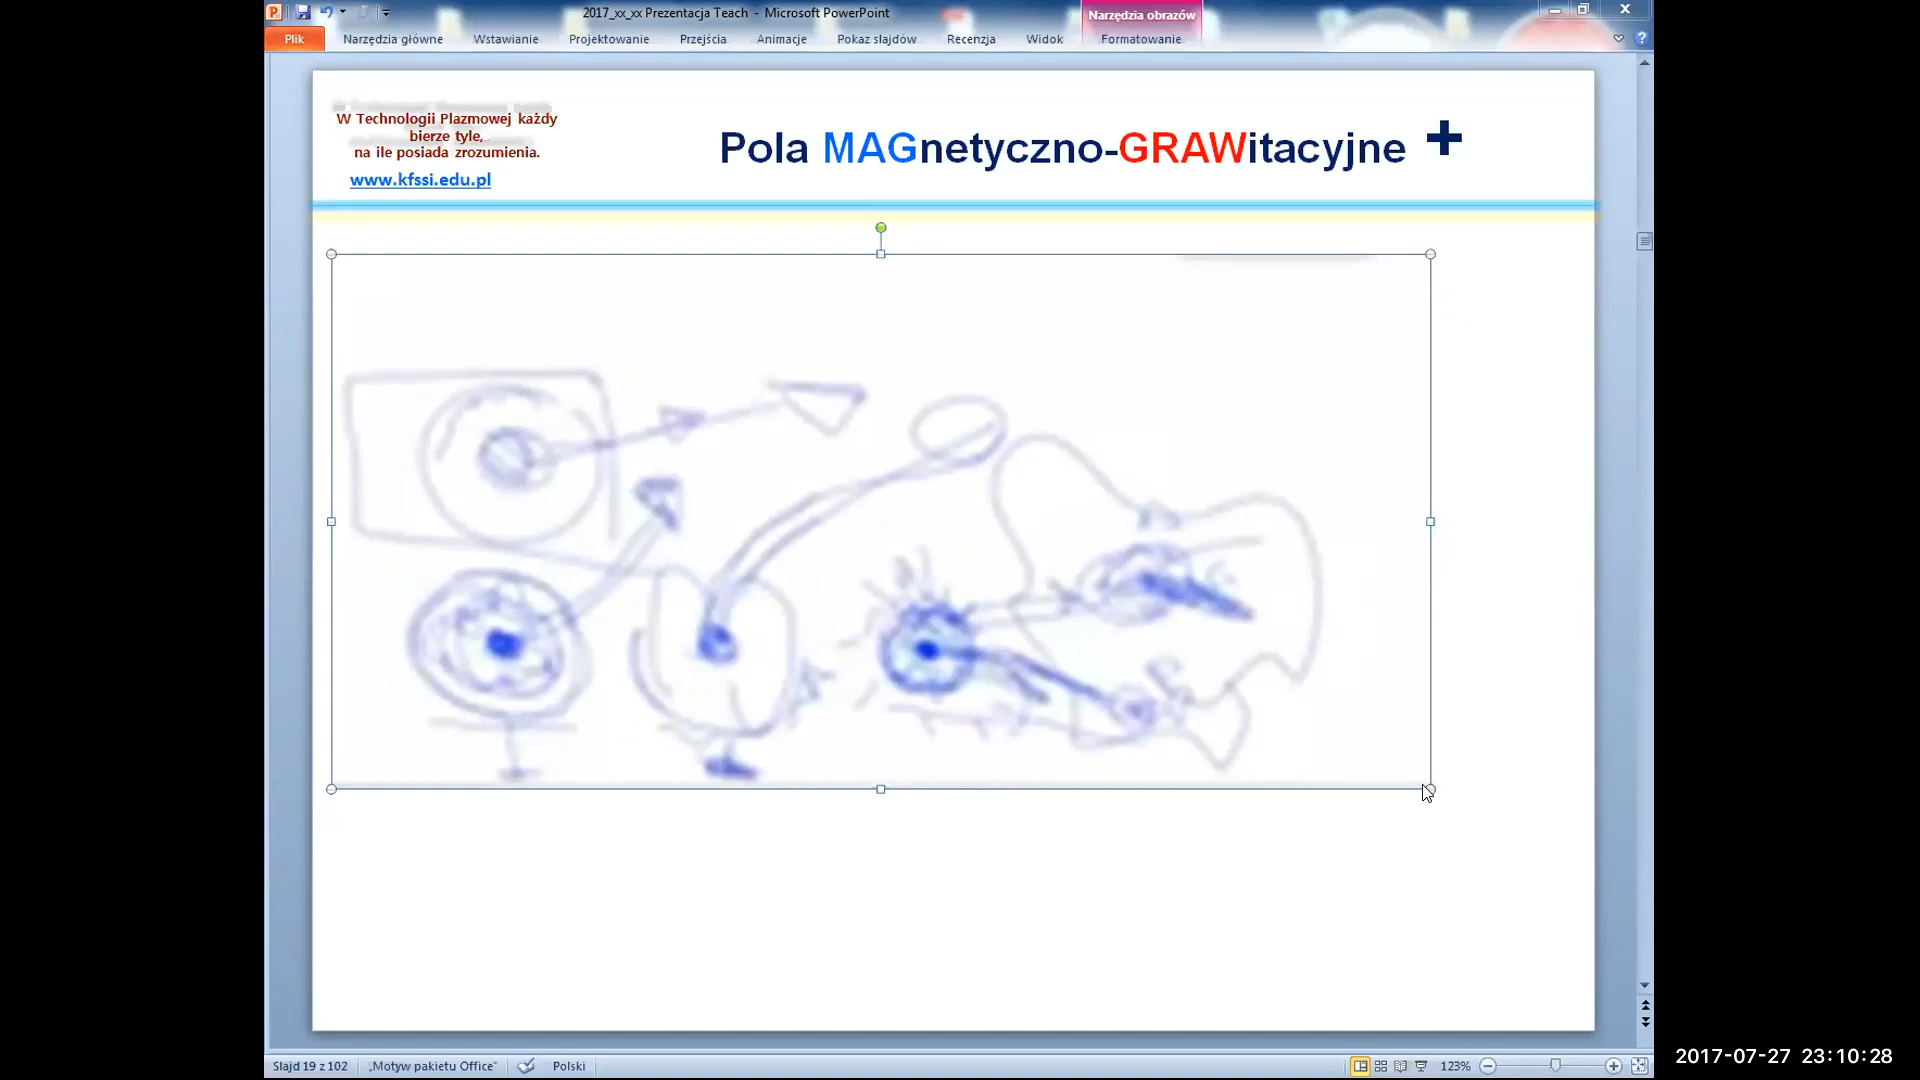 2017_xx_xx Prezentacja Teach - Microsoft PowerPoint
Narzędzia obrazów
Plik
Narzędzia główne
Wstawianie
Projektowanie
Przejścia
Animacje
Pokaz slajdów
Recenzja
Widok
Formatowanie
W Technologii Plazmowej każdy
bierze tyle,
na ile posiada zrozumienia.
www.kfssi.edu.pl
Pola MAGnetyczno-GRAWitacyjne +
Slajd 19 z 102
„Motyw pakietu Office”
Polski
123%
2017-07-27 23:10:28